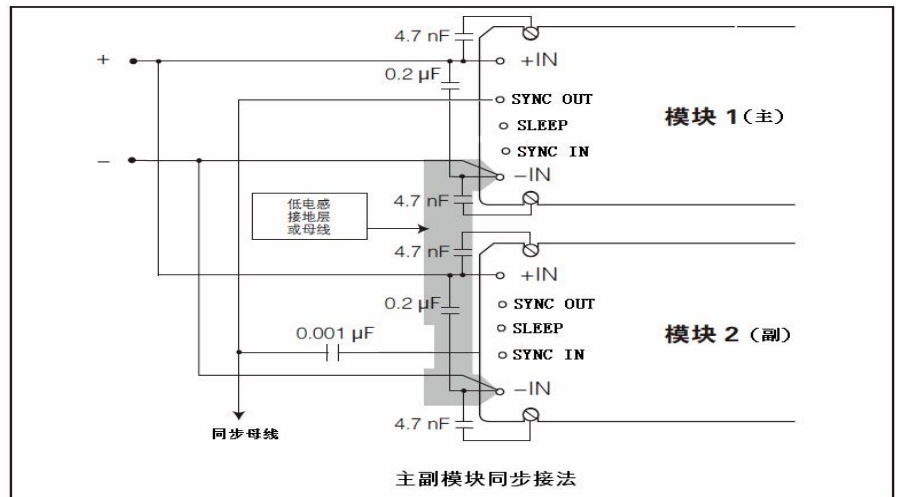 4.7 nF
+
+IN
0.2 µF
SYNC OUT
模块 1(主)
SLEEP
SYNC IN
−
−IN
4.7 nF
低电感
接地层
或母线
4.7 nF
+IN
0.2 µF
SYNC OUT
SLEEP
模块 2 (副)
0.001 µF
SYNC IN
−IN
4.7 nF
同步母线
主副模块同步接法